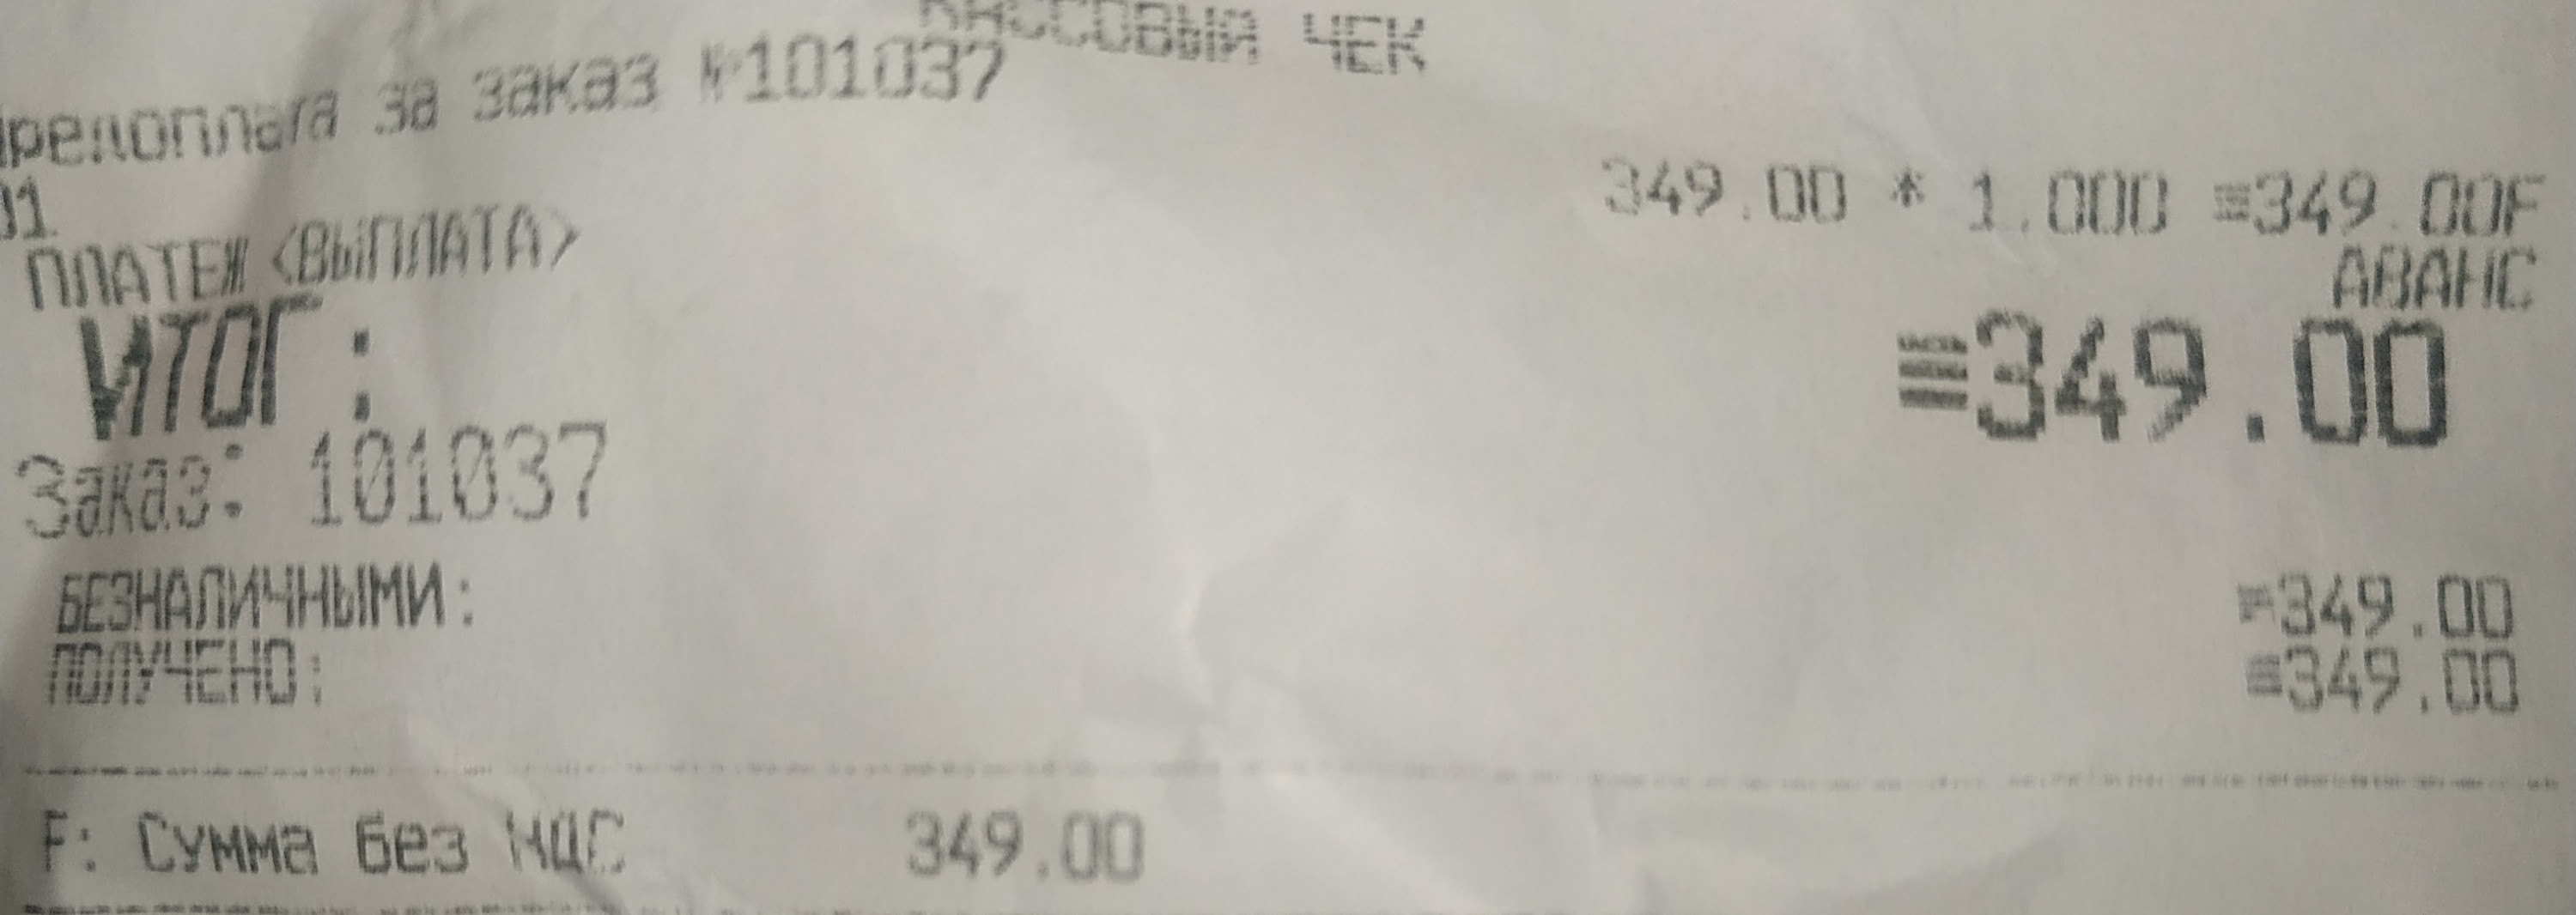 КАССОВЫЙ ЧЕК
Предоплата за заказ №101037
349.00 * 1.000 ≡349.00F
01
АВАНС
ПЛАТЕЖ <ВЫПЛАТА>
ИТОГ: ≡349.00
Заказ: 101037
БЕЗНАЛИЧНЫМИ: ≡349.00
ПОЛУЧЕНО: ≡349.00
F: Сумма без НДС 349.00